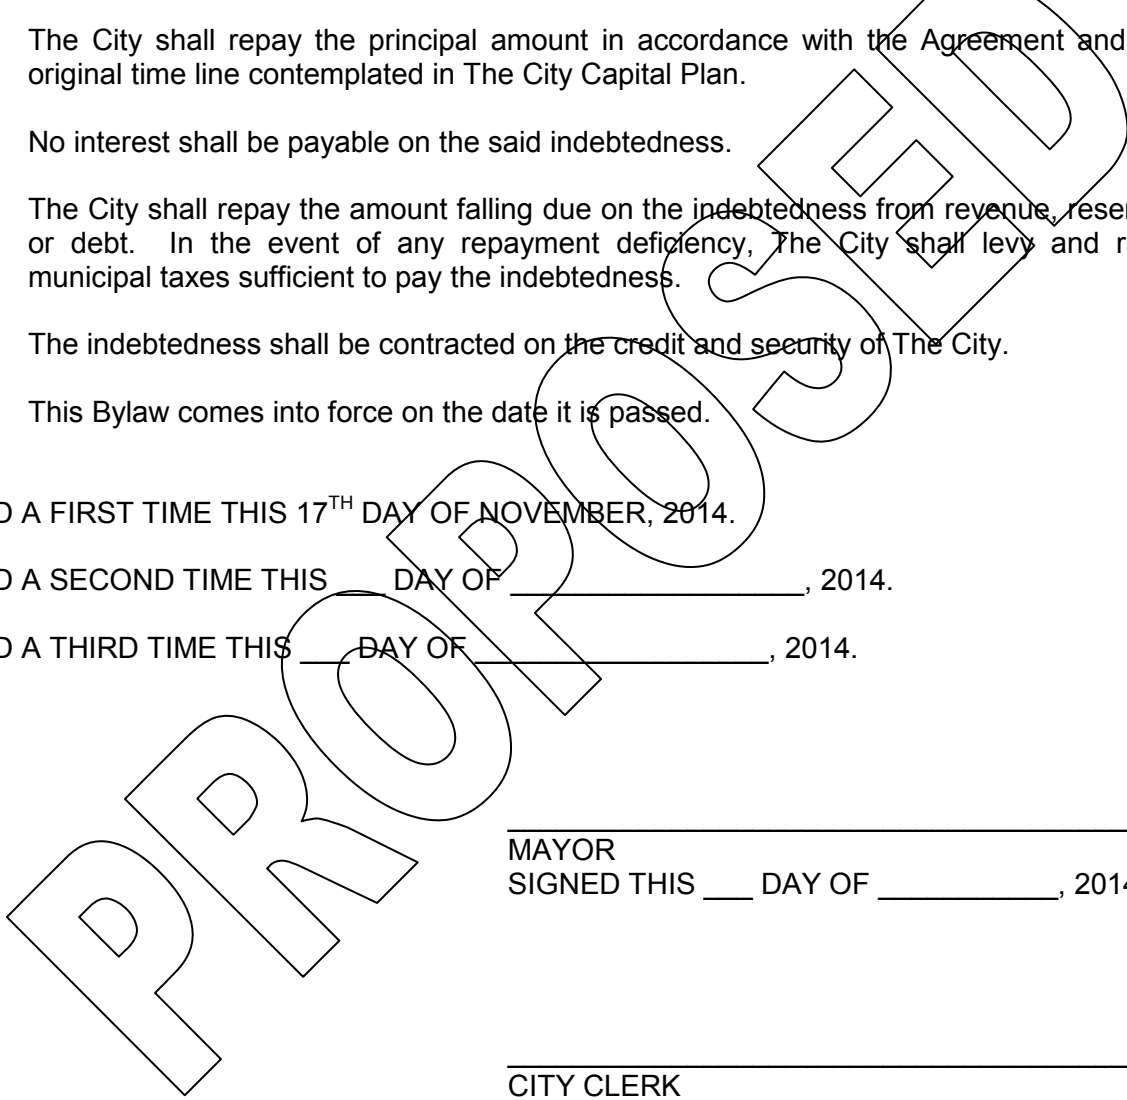 The City shall repay the principal amount in accordance with the Agreement and
original time line contemplated in The City Capital Plan.
No interest shall be payable on the said indebtedness.
The City shall repay the amount falling due on the indebtedness from revenue, reser
or debt. In the event of any repayment deficiency, The City shall levy and r
municipal taxes sufficient to pay the indebtedness.
The indebtedness shall be contracted on the credit and security of The City.
This Bylaw comes into force on the date it is passed.
D A FIRST TIME THIS 17TH DAY OF NOVEMBER, 2014.
D A SECOND TIME THIS ___ DAY OF __________________, 2014.
D A THIRD TIME THIS ___ DAY OF __________________, 2014.
MAYOR
SIGNED THIS ___ DAY OF ___________, 2014
CITY CLERK
PROPOSED